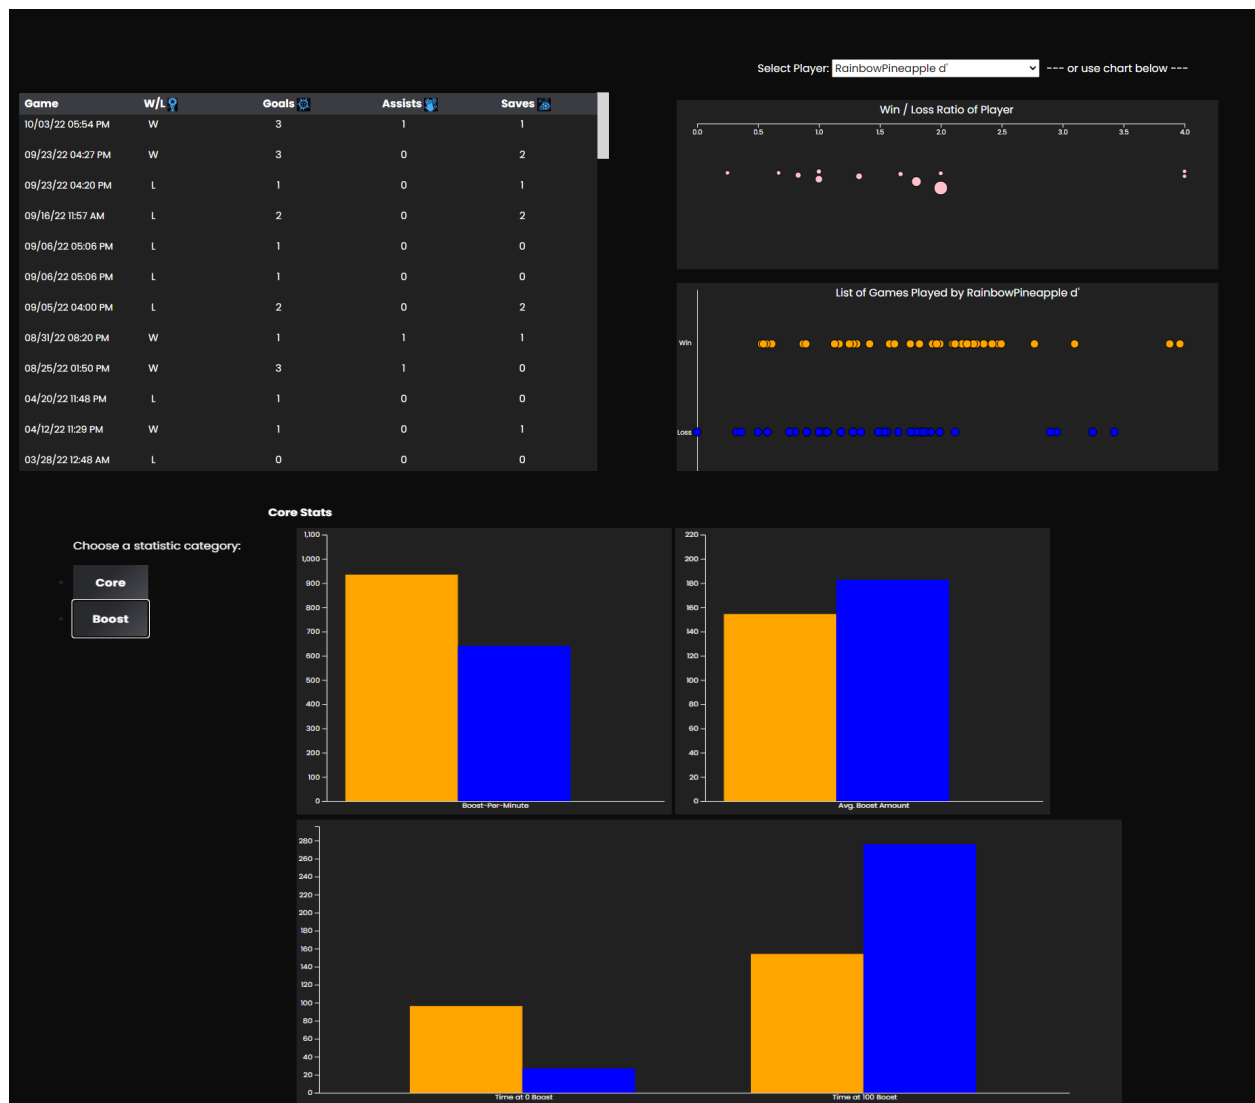 Select Player: RainbowPineapple d' --- or use chart below ---
Game W/L Goals Assists Saves
10/03/22 05:54 PM W 3 1 1
09/23/22 04:27 PM W 3 0 2
09/23/22 04:20 PM L 1 0 1
09/16/22 11:57 AM L 2 0 2
09/06/22 05:06 PM L 1 0 0
09/06/22 05:06 PM L 1 0 0
09/05/22 04:00 PM L 2 0 2
08/31/22 08:20 PM W 1 1 1
08/25/22 01:50 PM W 3 1 0
04/20/22 11:48 PM L 1 0 0
04/12/22 11:29 PM W 1 0 1
03/28/22 12:48 AM L 0 0 0
Win / Loss Ratio of Player
0.0 0.5 1.0 1.5 2.0 2.5 3.0 3.5 4.0
List of Games Played by RainbowPineapple d'
Win
Loss
Core Stats
Choose a statistic category:
Core
Boost
1,100
1,000
900
800
700
600
500
400
300
200
100
0
Boost-Per-Minute
220
200
180
160
140
120
100
80
60
40
20
0
Avg. Boost Amount
280
260
240
220
200
180
160
140
120
100
80
60
40
20
0
Time at 0 Boost Time at 100 Boost